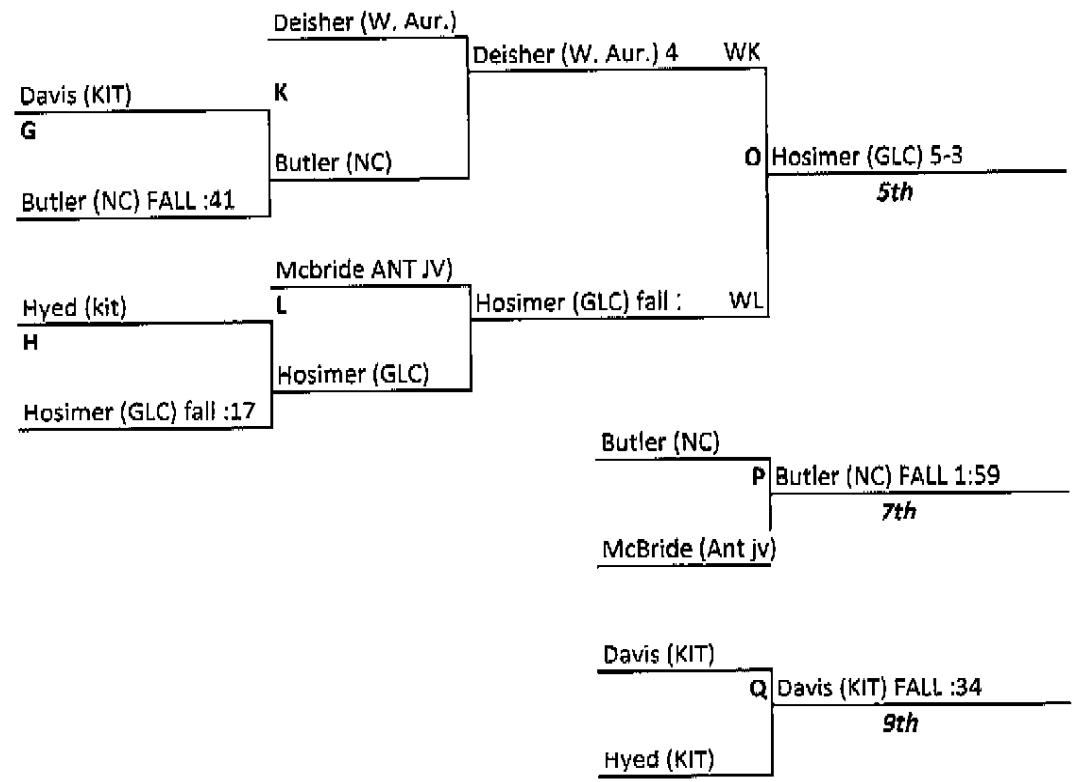 Deisher (W. Aur.)
Deisher (W. Aur.) 4 WK
Davis (KIT)
K
G
O Hosimer (GLC) 5-3
Butler (NC)
5th
Butler (NC) FALL :41
Mcbride ANT JV)
Hyed (kit)
L
Hosimer (GLC) fall : WL
H
Hosimer (GLC)
Hosimer (GLC) fall :17
Butler (NC)
P Butler (NC) FALL 1:59
7th
McBride (Ant jv)
Davis (KIT)
Q Davis (KIT) FALL :34
9th
Hyed (KIT)